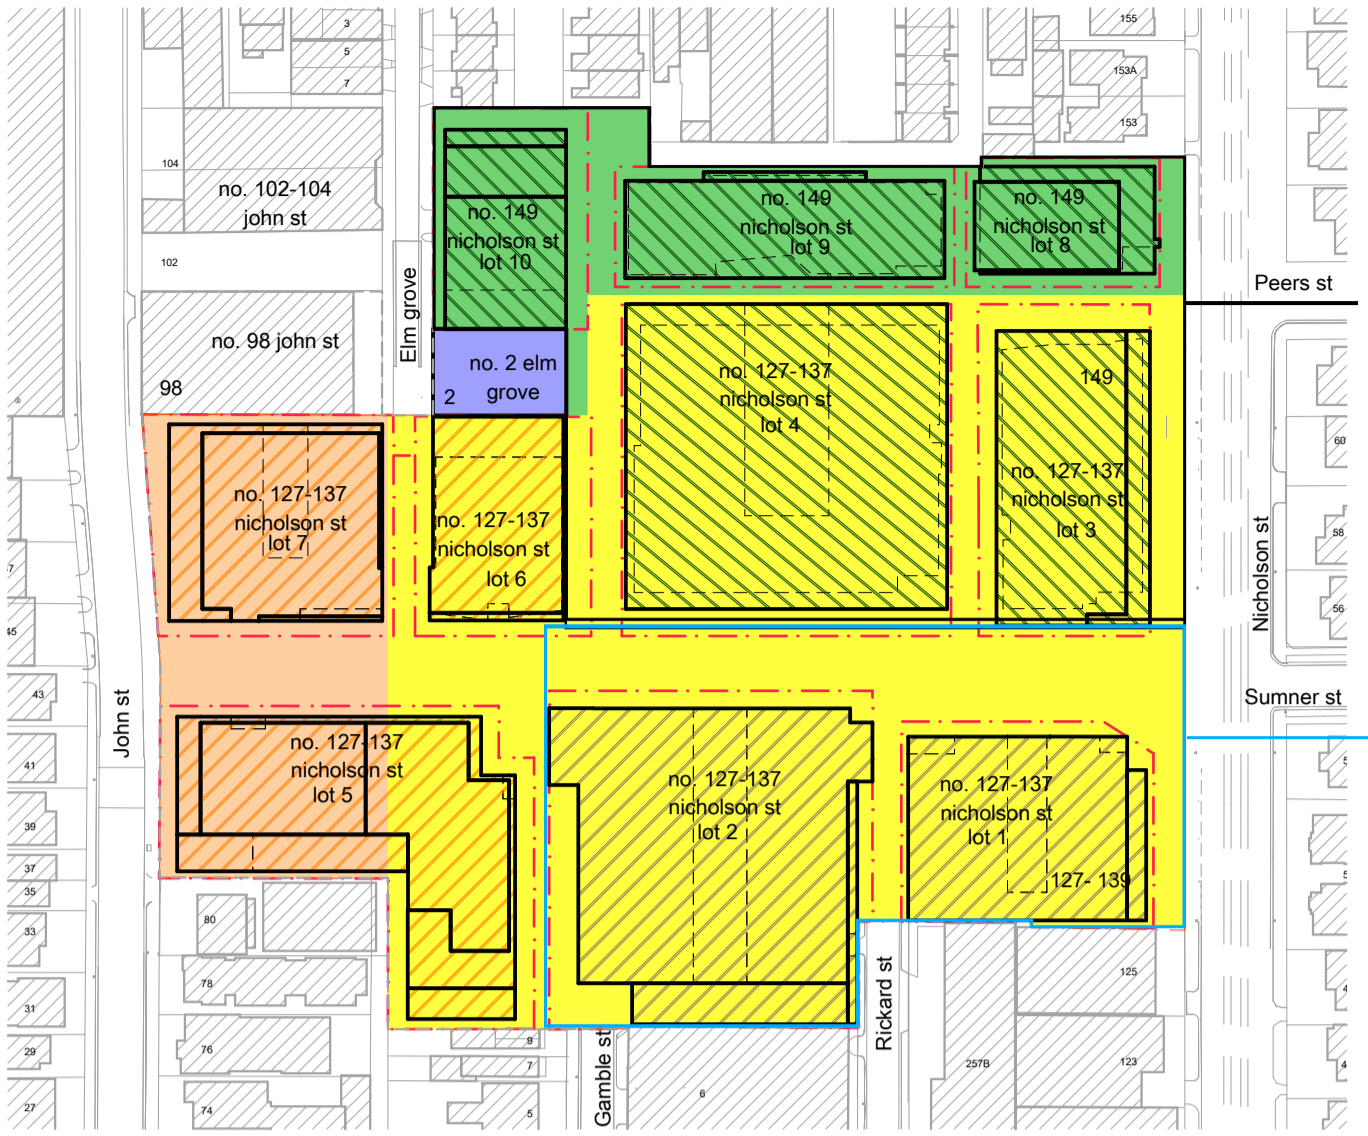 3
155
5
7
153A
153
104
no. 102-104
john st
102
no. 149
nicholson st
lot 10
no. 149
nicholson st
lot 9
no. 149
nicholson st
lot 8
Peers st
Elm grove
no. 98 john st
98
no. 2 elm
grove
2
no. 127-137
nicholson st
lot 4
149
60
no. 127-137
nicholson st
lot 7
no. 127-137
nicholson st
lot 6
no. 127-137
nicholson st
lot 3
58
7
56
45
Nicholson st
43
John st
Sumner st
no. 127-137
nicholson st
lot 5
no. 127-137
nicholson st
lot 2
no. 127-137
nicholson st
lot 1
127- 139
41
39
37
35
33
31
29
27
80
78
76
74
9
7
5
Gamble st
6
Rickard st
257B
125
123